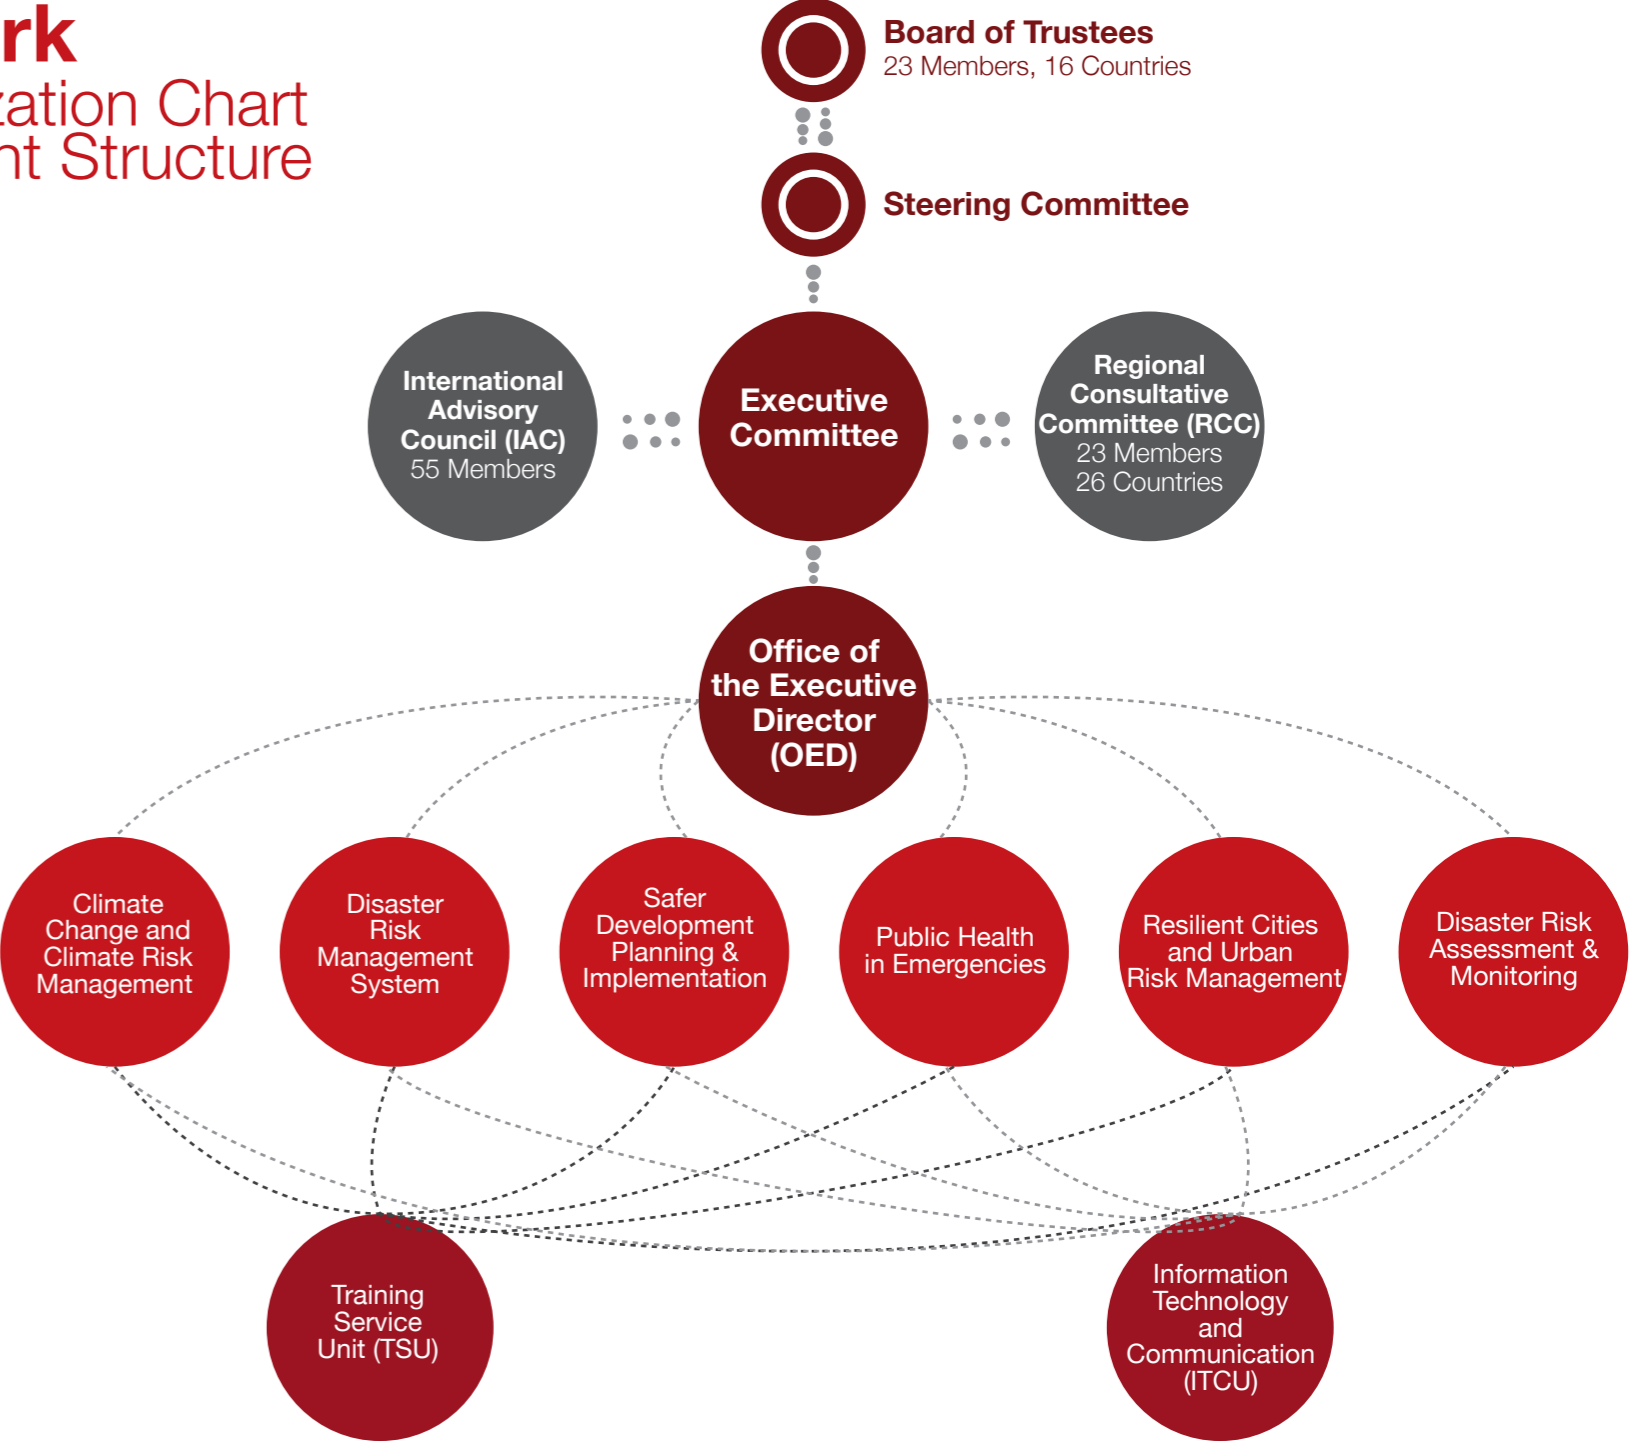 rk
zation Chart
nt Structure
Board of Trustees
23 Members, 16 Countries
Steering Committee
International
Advisory
Council (IAC)
55 Members
Executive
Committee
Regional
Consultative
Committee (RCC)
23 Members
26 Countries
Office of
the Executive
Director
(OED)
Climate
Change and
Climate Risk
Management
Disaster
Risk
Management
System
Safer
Development
Planning &
Implementation
Public Health
in Emergencies
Resilient Cities
and Urban
Risk Management
Disaster Risk
Assessment &
Monitoring
Training
Service
Unit (TSU)
Information
Technology
and
Communication
(ITCU)